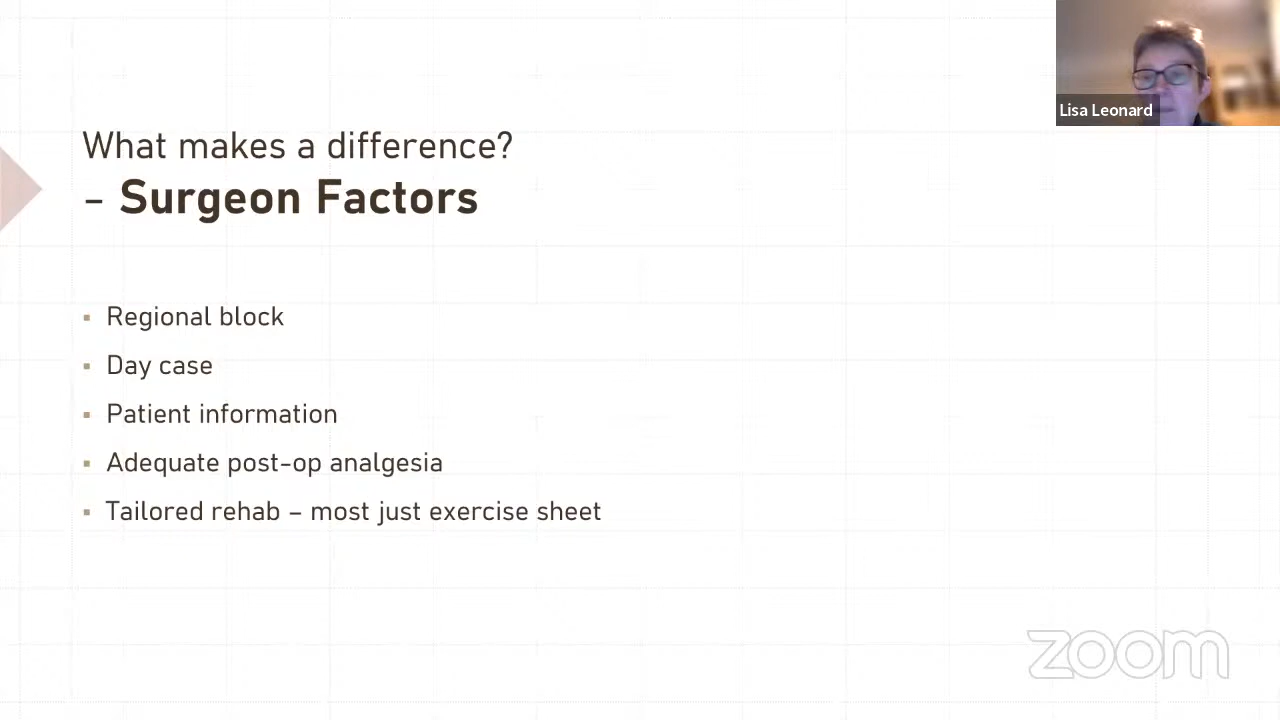 What makes a difference?
– Surgeon Factors
Regional block
Day case
Patient information
Adequate post-op analgesia
Tailored rehab – most just exercise sheet
Lisa Leonard
zoom